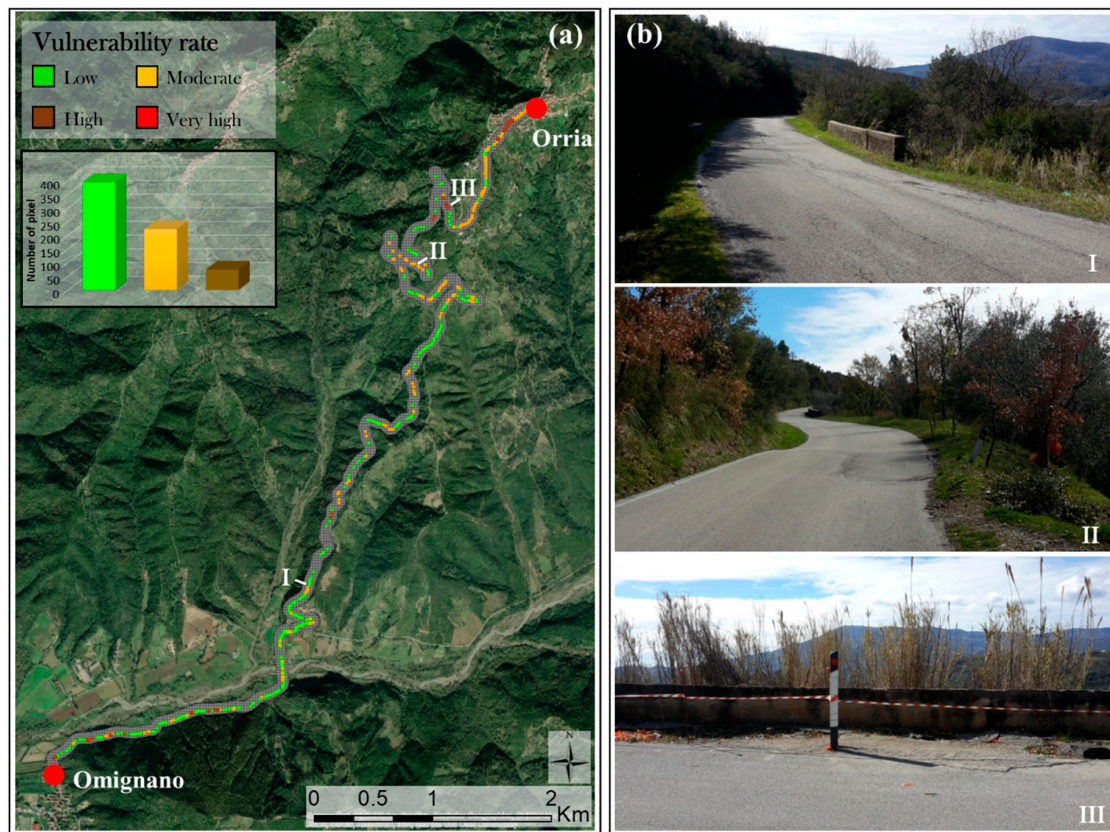 (a)
Vulnerability rate
Low
Moderate
High
Very high
Number of pixel
400
350
300
250
200
150
100
50
0
Orria
III
II
I
Omignano
N
0 0.5 1 2
Km
(b)
I
II
III